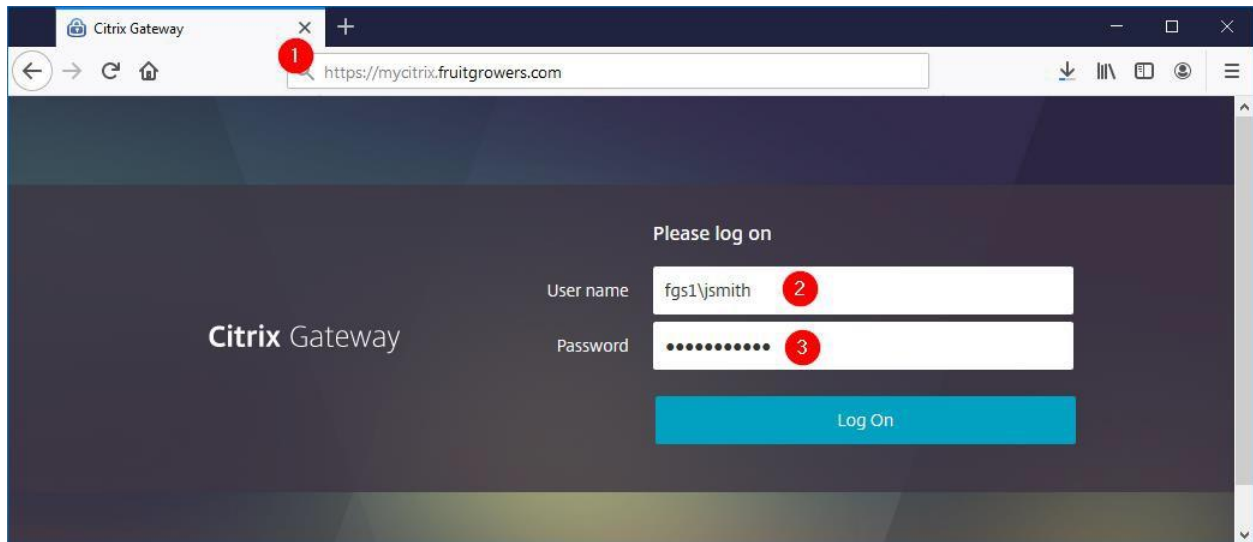 Citrix Gateway
1
https://mycitrix.fruitgrowers.com
Please log on
User name fgs1\jsmith 2
Citrix Gateway
Password ●●●●●●●●●●● 3
Log On